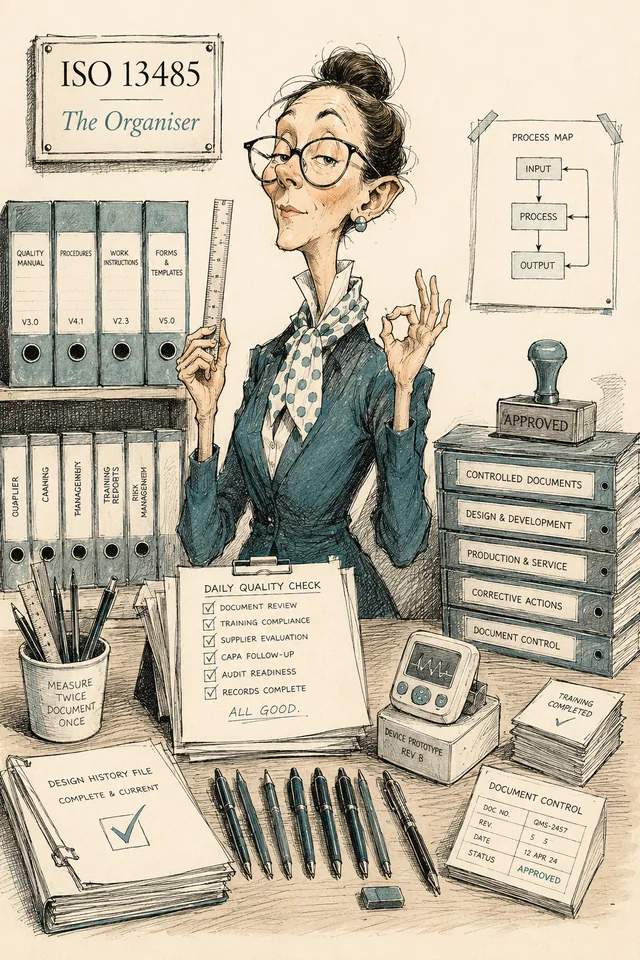 ISO 13485
The Organiser
PROCESS MAP
INPUT
PROCESS
OUTPUT
QUALITY
MANUAL
V3.0
PROCEDURES
V4.1
WORK
INSTRUCTIONS
V2.3
FORMS
&
TEMPLATES
V5.0
TRAINING
REPORTS
RISK
APPROVED
CONTROLLED DOCUMENTS
DESIGN & DEVELOPMENT
PRODUCTION & SERVICE
CORRECTIVE ACTIONS
DOCUMENT CONTROL
DAILY QUALITY CHECK
DOCUMENT REVIEW
TRAINING COMPLIANCE
SUPPLIER EVALUATION
CAPA FOLLOW-UP
AUDIT READINESS
RECORDS COMPLETE
ALL GOOD.
MEASURE
TWICE
DOCUMENT
ONCE
DEVICE PROTOTYPE
REV B
TRAINING
COMPLETED
DESIGN HISTORY FILE
COMPLETE & CURRENT
DOCUMENT CONTROL
DOC. NO. QMS-2457
REV. 5 5
DATE 12 APR 24
STATUS APPROVED